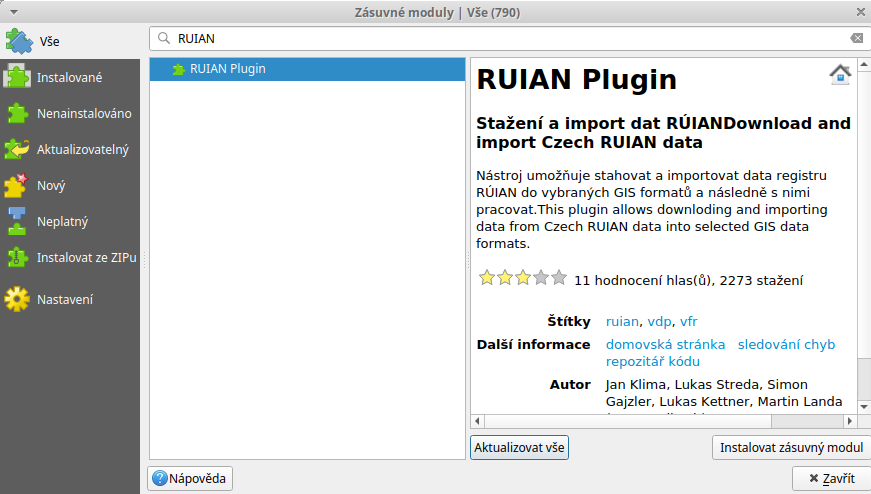 Zásuvné moduly | Vše (790)
Vše
Instalované
Nenainstalováno
Aktualizovatelný
Nový
Neplatný
Instalovat ze ZIPu
Nastavení
RUIAN
RUIAN Plugin
RUIAN Plugin
Stažení a import dat RÚIANDownload and
import Czech RUIAN data
Nástroj umožňuje stahovat a importovat data registru
RÚIAN do vybraných GIS formatů a následně s nimi
pracovat.This plugin allows downloding and importing
data from Czech RUIAN data into selected GIS data
formats.
11 hodnocení hlas(ů), 2273 stažení
Štítky ruian, vdp, vfr
Další informace domovská stránka sledování chyb
repozitář kódu
Autor Jan Klima, Lukas Streda, Simon
Gajzler, Lukas Kettner, Martin Landa
Aktualizovat vše
Instalovat zásuvný modul
Nápověda
Zavřít